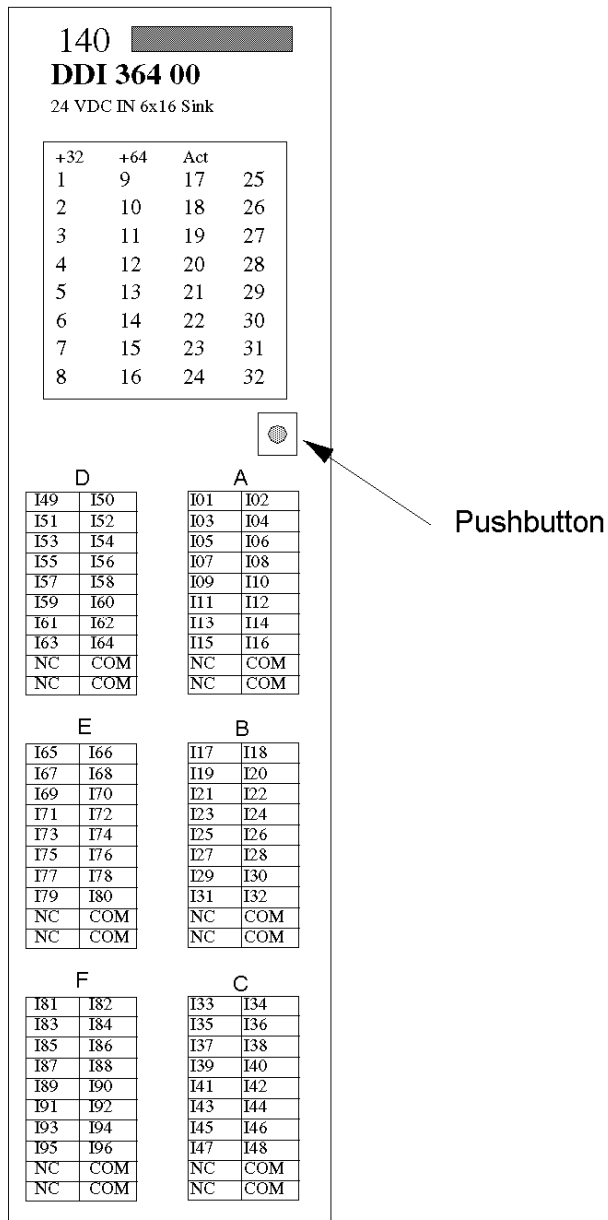 140
DDI 364 00
24 VDC IN 6x16 Sink
+32 +64 Act
1 9 17 25
2 10 18 26
3 11 19 27
4 12 20 28
5 13 21 29
6 14 22 30
7 15 23 31
8 16 24 32
Pushbutton
D
I49 I50
I51 I52
I53 I54
I55 I56
I57 I58
I59 I60
I61 I62
I63 I64
NC COM
NC COM
A
I01 I02
I03 I04
I05 I06
I07 I08
I09 I10
I11 I12
I13 I14
I15 I16
NC COM
NC COM
E
I65 I66
I67 I68
I69 I70
I71 I72
I73 I74
I75 I76
I77 I78
I79 I80
NC COM
NC COM
B
I17 I18
I19 I20
I21 I22
I23 I24
I25 I26
I27 I28
I29 I30
I31 I32
NC COM
NC COM
F
I81 I82
I83 I84
I85 I86
I87 I88
I89 I90
I91 I92
I93 I94
I95 I96
NC COM
NC COM
C
I33 I34
I35 I36
I37 I38
I39 I40
I41 I42
I43 I44
I45 I46
I47 I48
NC COM
NC COM